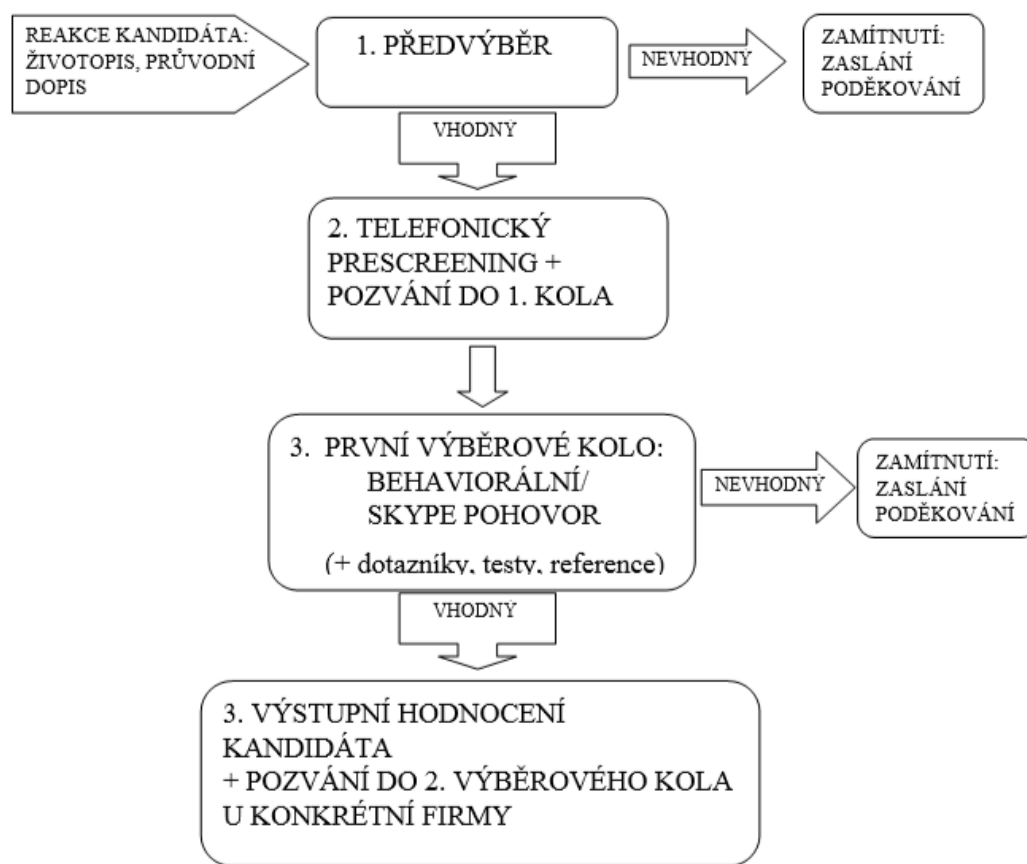 REAKCE KANDIDÁTA:
ŽIVOTOPIS, PRŮVODNÍ
DOPIS
1. PŘEDVÝBĚR
NEVHODNÝ
ZAMÍTNUTÍ:
ZASLÁNÍ
PODĚKOVÁNÍ
VHODNÝ
2. TELEFONICKÝ
PRESCREENING +
POZVÁNÍ DO 1. KOLA
3. PRVNÍ VÝBĚROVÉ KOLO:
BEHAVIORÁLNÍ/
SKYPE POHOVOR
(+ dotazníky, testy, reference)
NEVHODNÝ
ZAMÍTNUTÍ:
ZASLÁNÍ
PODĚKOVÁNÍ
VHODNÝ
3. VÝSTUPNÍ HODNOCENÍ
KANDIDÁTA
+ POZVÁNÍ DO 2. VÝBĚROVÉHO KOLA
U KONKRÉTNÍ FIRMY